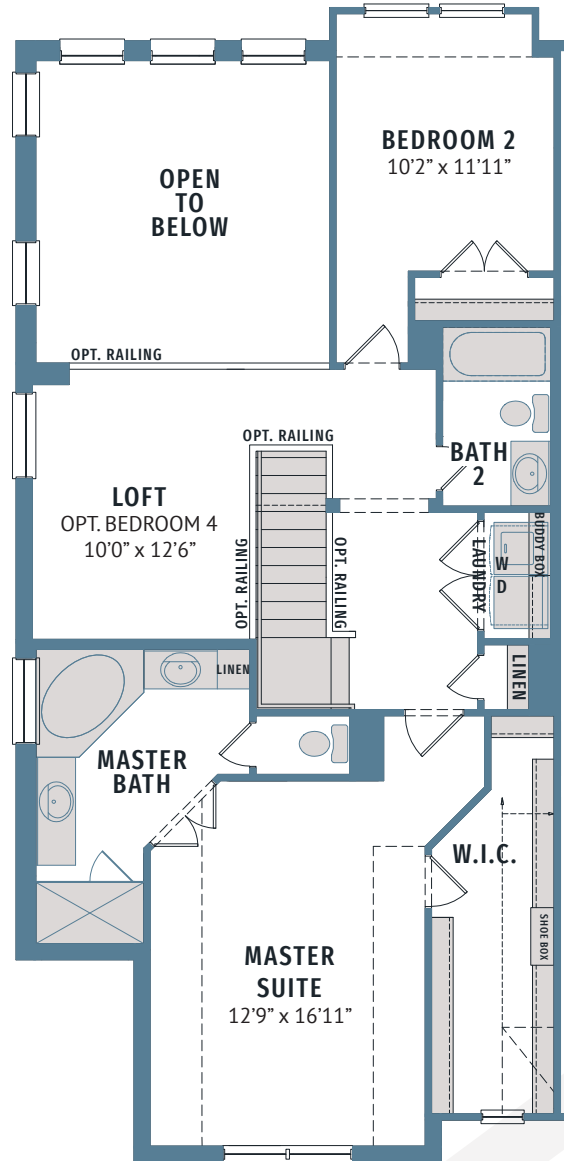 BEDROOM 2
10’2” x 11’11”
OPEN
TO
BELOW
OPT. RAILING
OPT. RAILING
BATH
2
LOFT
OPT. BEDROOM 4
10’0” x 12’6”
OPT. RAILING
OPT. RAILING
LAUNDRY
W
D
BUDDY BOX
LINEN
LINEN
MASTER
BATH
W.I.C.
SHOE BOX
MASTER
SUITE
12’9” x 16’11”